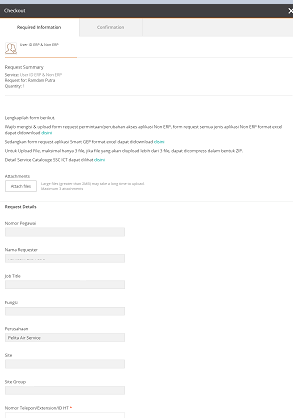 Checkout
Required Information
Confirmation
User ID ERP & Non ERP
Request Summary
Service: User ID ERP & Non ERP
Request for: Ramdani Putra
Quantity: 1
Lengkapilah form berikut.
Wajib mengisi & upload form request permintaan/perubahan akses aplikasi Non ERP, form request semua jenis aplikasi Non ERP format excel
dapat didownload disini
Sedangkan form request aplikasi Smart GEP format excel dapat didownload disini
Untuk Upload File, maksimal hanya 3 file, jika file yang akan diupload lebih dari 3 file, dapat dicompress dalam bentuk ZIP.
Detail Service Catalouge SSC ICT dapat dilihat disini
Attachments
Attach files
Large files greater than 20MB may take a long time to upload
Maximum 3 attachments
Request Details
Nomor Pegawai
Nama Requester
Job Title
Fungsi
Perusahaan
Pelita Air Service
Site
Site Group
Nomor Telepon/Extension/ID HT *